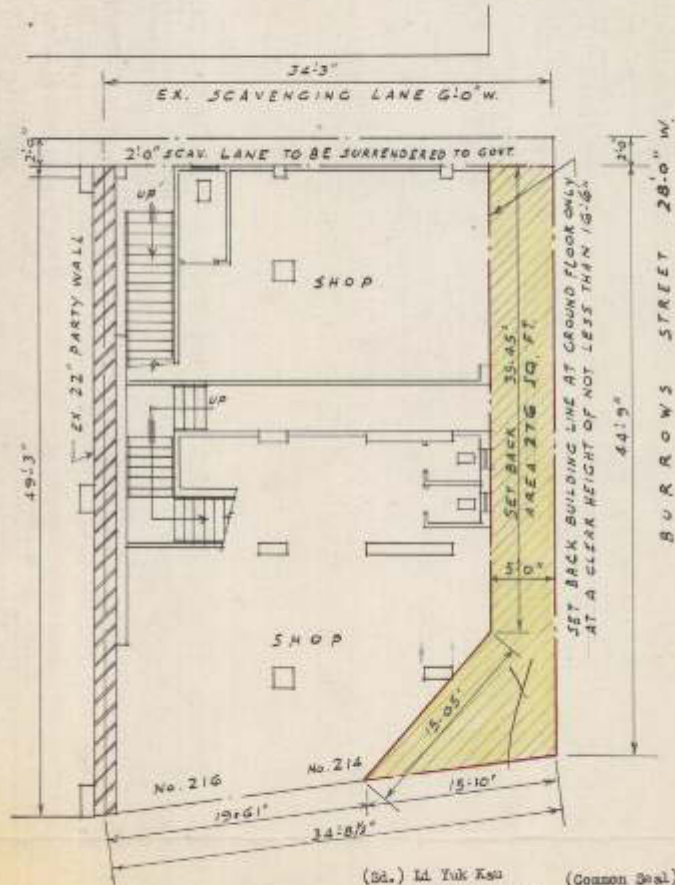 34'-3"
EX. SCAVENGING LANE 6'-0" W.
2'-0"
2'-0" SCAV. LANE TO BE SURRENDERED TO GOVT.
2'-0"
UP
SHOP
EX. 22" PARTY WALL
49'-3"
UP
SET BACK 35.45'
AREA 276 SQ. FT.
SET BACK BUILDING LINE AT GROUND FLOOR ONLY
AT A CLEAR HEIGHT OF NOT LESS THAN 16'-6"
44'-9"
BURROWS STREET 28'-0" W.
5'-0"
SHOP
15.05'
No. 216
No. 214
19.61'
15.10'
34'-8½"
(Sd.) Li Yuk Kau
(Common Seal)